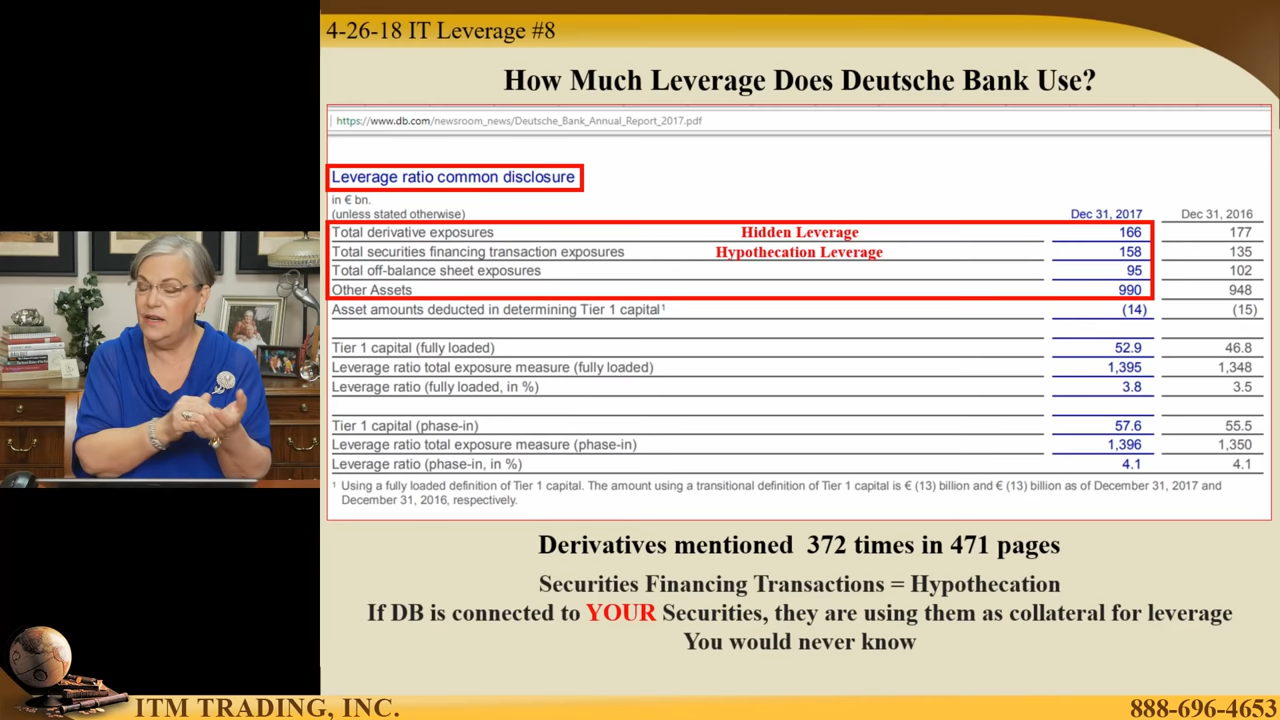 4-26-18 IT Leverage #8
How Much Leverage Does Deutsche Bank Use?
https://www.db.com/newsroom_news/Deutsche_Bank_Annual_Report_2017.pdf
Leverage ratio common disclosure
in € bn.
(unless stated otherwise) Dec 31, 2017 Dec 31, 2016
Total derivative exposures Hidden Leverage 166 177
Total securities financing transaction exposures Hypothecation Leverage 158 135
Total off-balance sheet exposures 95 102
Other Assets 990 948
Asset amounts deducted in determining Tier 1 capital¹ (14) (15)
Tier 1 capital (fully loaded) 52.9 46.8
Leverage ratio total exposure measure (fully loaded) 1,395 1,348
Leverage ratio (fully loaded, in %) 3.8 3.5
Tier 1 capital (phase-in) 57.6 55.5
Leverage ratio total exposure measure (phase-in) 1,396 1,350
Leverage ratio (phase-in, in %) 4.1 4.1
¹ Using a fully loaded definition of Tier 1 capital. The amount using a transitional definition of Tier 1 capital is € (13) billion and € (13) billion as of December 31, 2017 and
December 31, 2016, respectively.
Derivatives mentioned 372 times in 471 pages
Securities Financing Transactions = Hypothecation
If DB is connected to YOUR Securities, they are using them as collateral for leverage
You would never know
ITM TRADING, INC.
888-696-4653